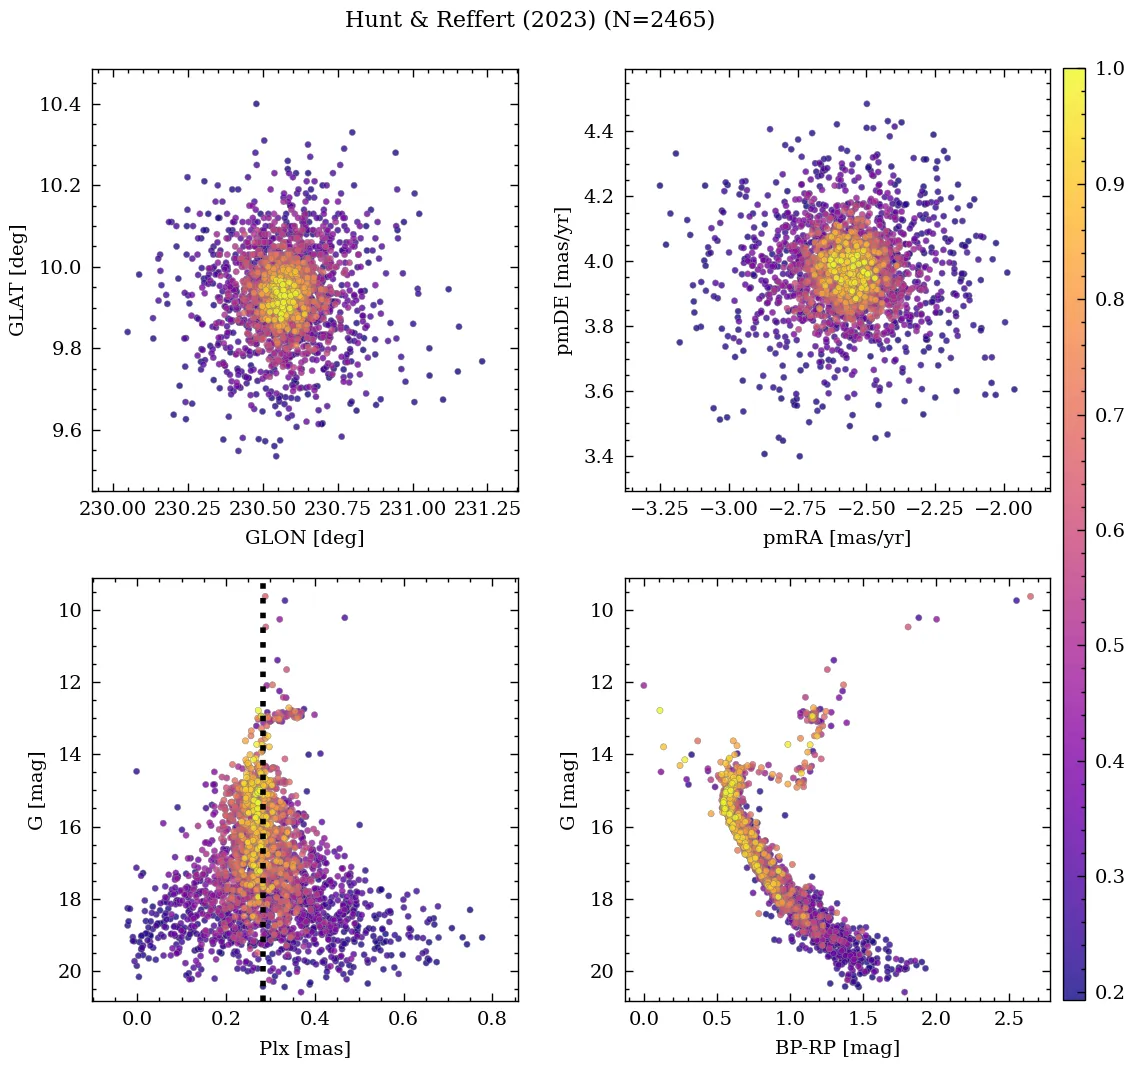 Hunt & Reffert (2023) (N=2465)
10.4
10.2
10.0
9.8
9.6
GLAT [deg]
230.00 230.25 230.50 230.75 231.00 231.25
GLON [deg]
4.4
4.2
4.0
3.8
3.6
3.4
pmDE [mas/yr]
−3.25 −3.00 −2.75 −2.50 −2.25 −2.00
pmRA [mas/yr]
1.0
0.9
0.8
0.7
0.6
0.5
0.4
0.3
0.2
10
12
14
16
18
20
G [mag]
0.0 0.2 0.4 0.6 0.8
Plx [mas]
10
12
14
16
18
20
G [mag]
0.0 0.5 1.0 1.5 2.0 2.5
BP-RP [mag]